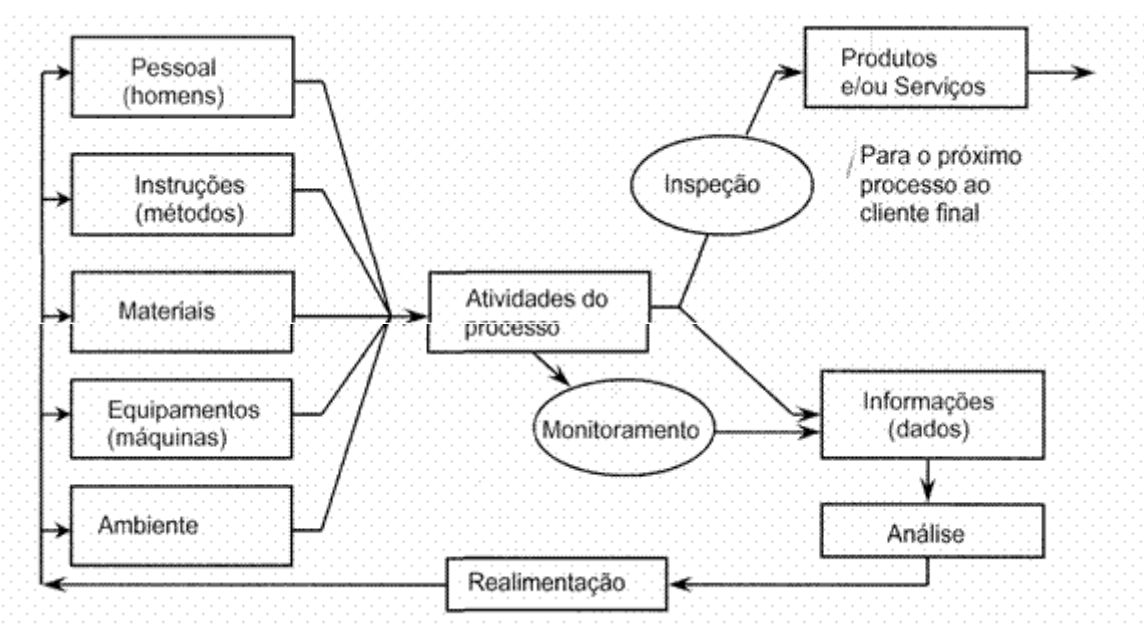 Pessoal
(homens)
Instruções
(métodos)
Materiais
Equipamentos
(máquinas)
Ambiente
Atividades do
processo
Inspeção
Monitoramento
Produtos
e/ou Serviços
Para o próximo
processo ao
cliente final
Informações
(dados)
Análise
Realimentação